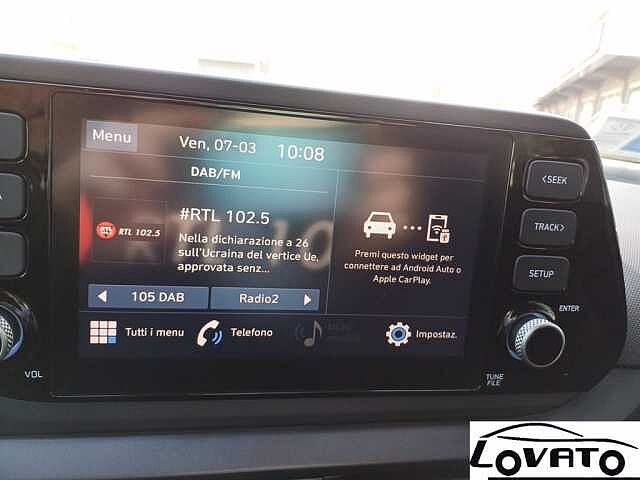 Menu
Ven, 07-03
10:08
DAB/FM
RTL 102.5
#RTL 102.5
Nella dichiarazione a 26
sull'Ucraina del vertice Ue,
approvata senz...
Premi questo widget per
connettere ad Android Auto o
Apple CarPlay.
105 DAB
Radio2
Tutti i menu
Telefono
Impostaz.
VOL
<SEEK
TRACK>
SETUP
ENTER
TUNE
FILE
LOVATO